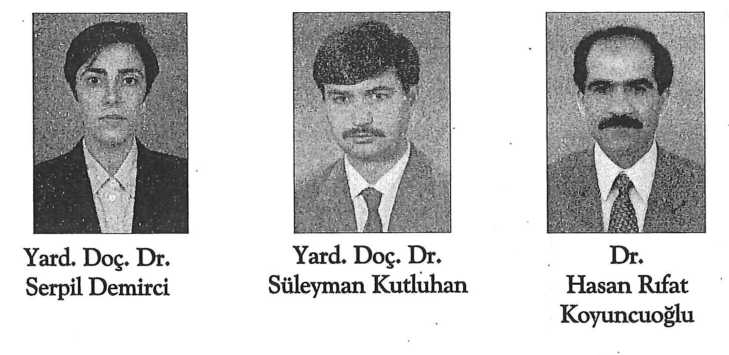 Yard. Doç. Dr.
Serpil Demirci
Yard. Doç. Dr.
Süleyman Kutluhan
Dr.
Hasan Rıfat
Koyuncuoğlu